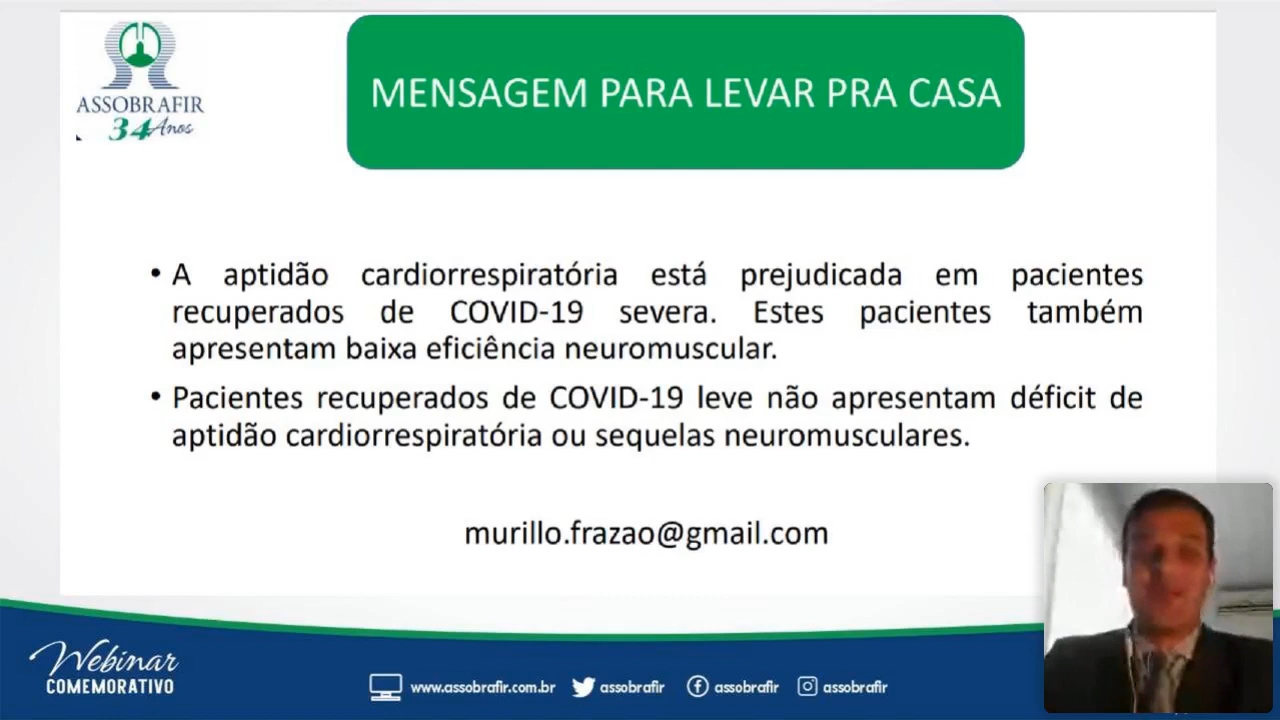 ASSOBRAFIR
34 Anos
MENSAGEM PARA LEVAR PRA CASA
• A aptidão cardiorrespiratória está prejudicada em pacientes
recuperados de COVID-19 severa. Estes pacientes também
apresentam baixa eficiência neuromuscular.
• Pacientes recuperados de COVID-19 leve não apresentam déficit de
aptidão cardiorrespiratória ou sequelas neuromusculares.
murillo.frazao@gmail.com
Webinar
COMEMORATIVO
www.assobrafir.com.br assobrafir assobrafir assobrafir